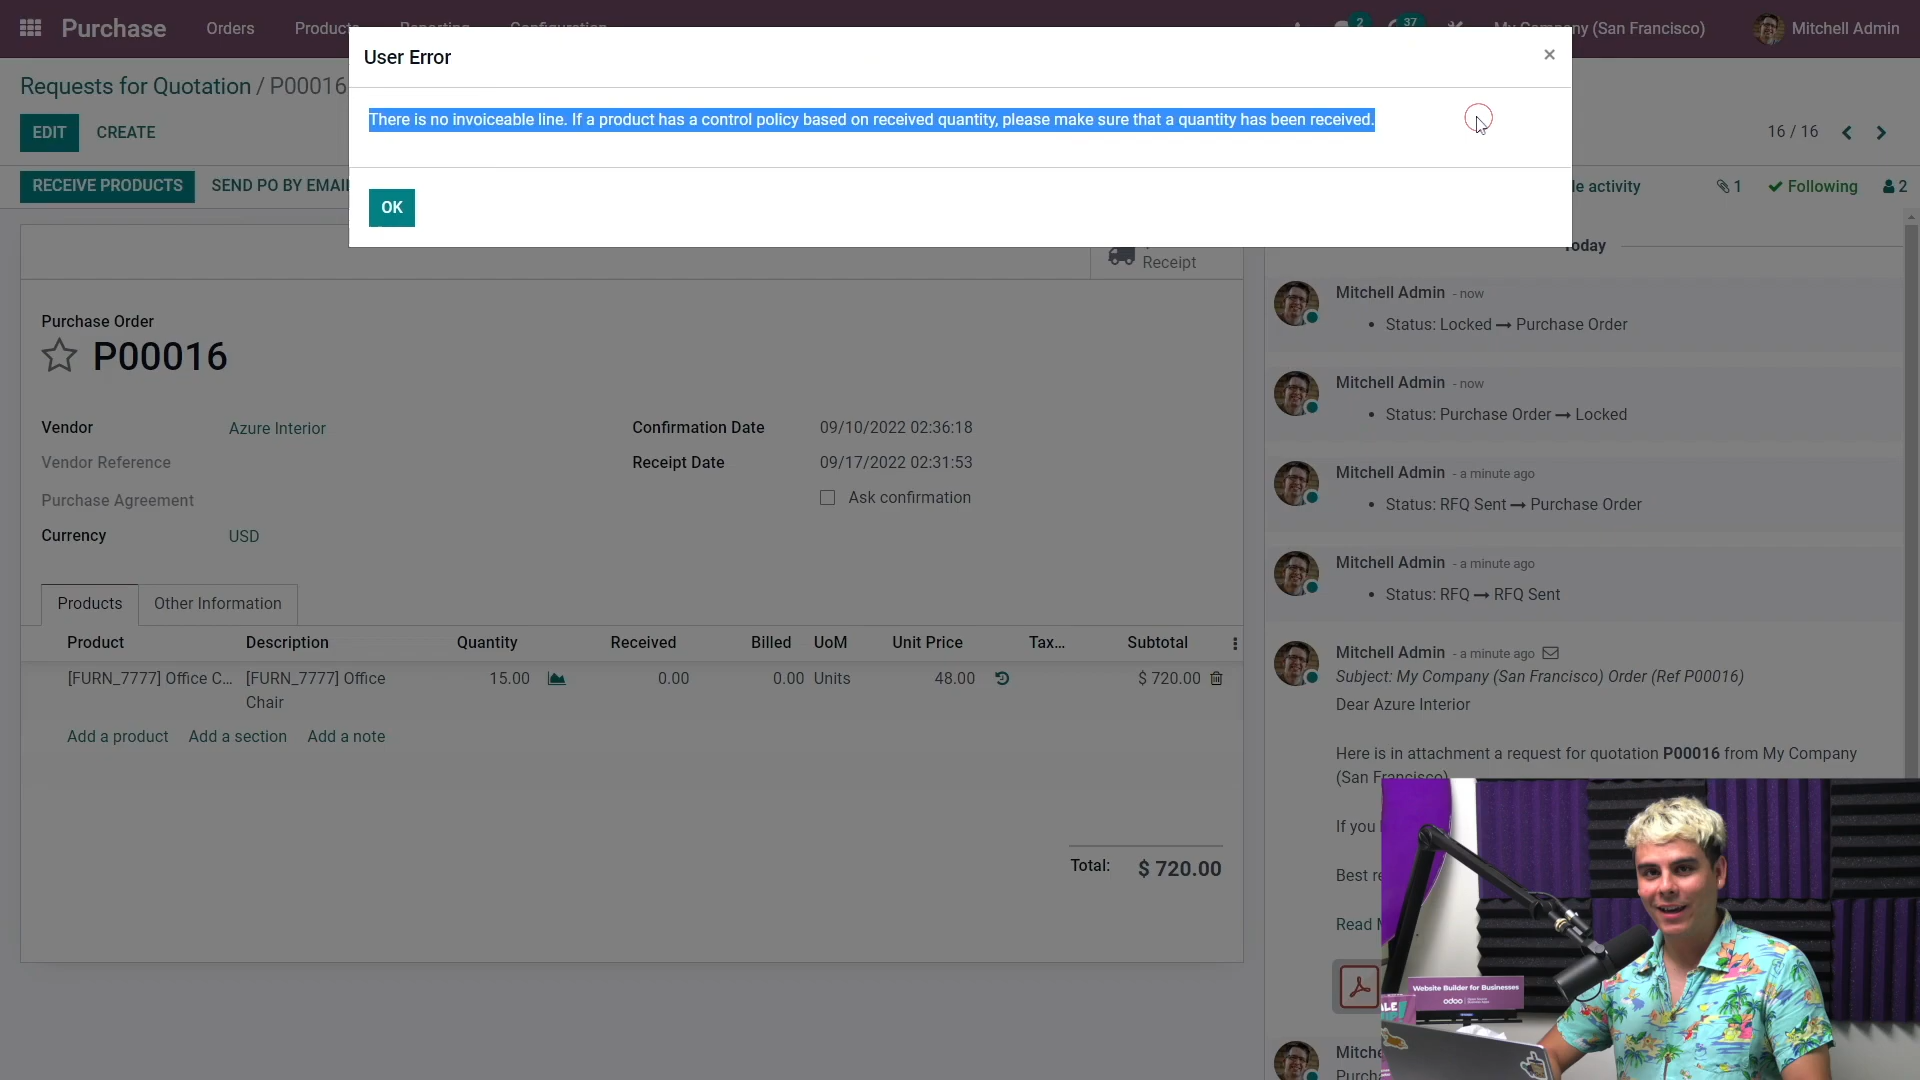 Purchase Orders
2 37
(San Francisco) Mitchell Admin
User Error ×
Requests for Quotation / P00016
There is no invoiceable line. If a product has a control policy based on received quantity, please make sure that a quantity has been received.
EDIT CREATE 16 / 16
RECEIVE PRODUCTS SEND PO BY EMAIL activity 1 Following 2
OK
Receipt
Purchase Order
P00016
Vendor Azure Interior Confirmation Date 09/10/2022 02:36:18
Vendor Reference Receipt Date 09/17/2022 02:31:53
Purchase Agreement Ask confirmation
Currency USD
Products Other Information
Product Description Quantity Received Billed UoM Unit Price Tax... Subtotal
[FURN_7777] Office C... [FURN_7777] Office 15.00 0.00 0.00 Units 48.00 $ 720.00
Chair
Add a product Add a section Add a note
Total: $ 720.00
Today
Mitchell Admin - now
• Status: Locked → Purchase Order
Mitchell Admin - now
• Status: Purchase Order → Locked
Mitchell Admin - a minute ago
• Status: RFQ Sent → Purchase Order
Mitchell Admin - a minute ago
• Status: RFQ → RFQ Sent
Mitchell Admin - a minute ago
Subject: My Company (San Francisco) Order (Ref P00016)
Dear Azure Interior
Here is in attachment a request for quotation P00016 from My Company
(San Francisco)
If you
Best
Read
Website Builder for Businesses
odoo